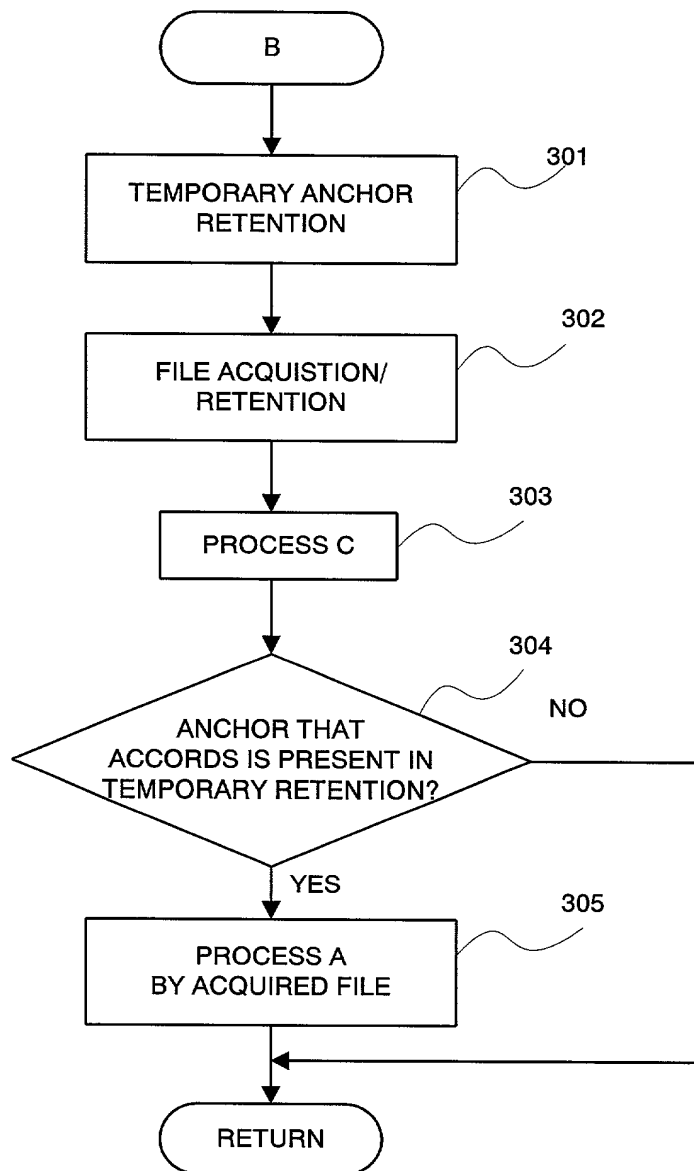 B
301
TEMPORARY ANCHOR
RETENTION
302
FILE ACQUISTION/
RETENTION
303
PROCESS C
304
NO
ANCHOR THAT
ACCORDS IS PRESENT IN
TEMPORARY RETENTION?
YES
305
PROCESS A
BY ACQUIRED FILE
RETURN